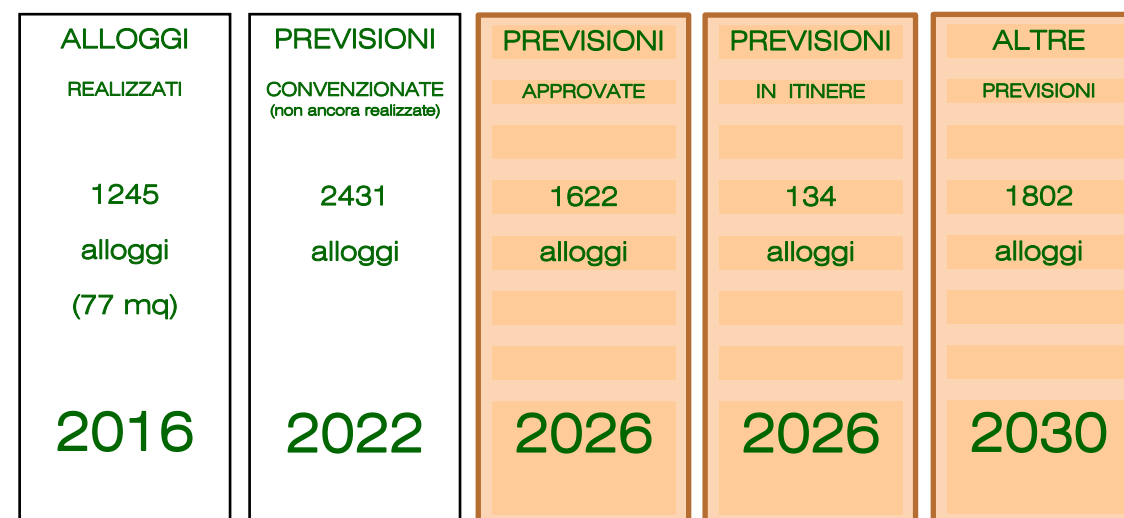 ALLOGGI
REALIZZATI
1245
alloggi
(77 mq)
2016
PREVISIONI
CONVENZIONATE
(non ancora realizzate)
2431
alloggi
2022
PREVISIONI
APPROVATE
1622
alloggi
2026
PREVISIONI
IN ITINERE
134
alloggi
2026
ALTRE
PREVISIONI
1802
alloggi
2030